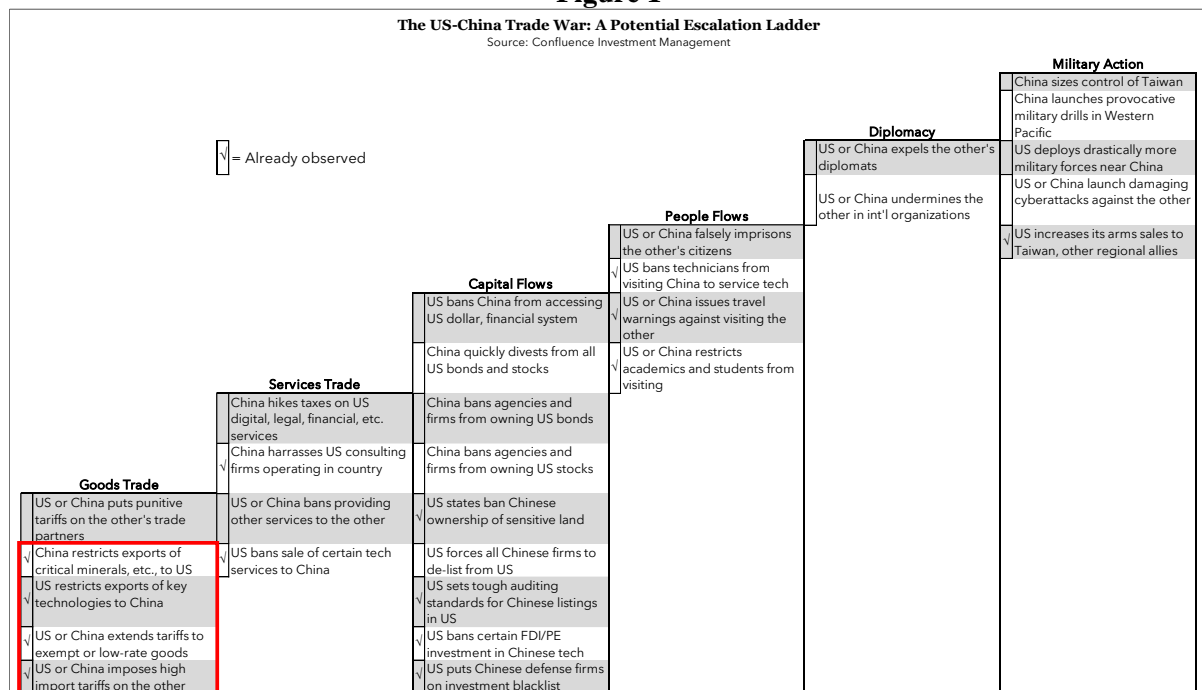 Figure 1
The US-China Trade War: A Potential Escalation Ladder
Source: Confluence Investment Management
√ = Already observed
Goods Trade
US or China puts punitive
tariffs on the other's trade
partners
√ China restricts exports of
critical minerals, etc., to US
US restricts exports of key
√ technologies to China
√ US or China extends tariffs to
exempt or low-rate goods
√ US or China imposes high
import tariffs on the other
Services Trade
China hikes taxes on US
digital, legal, financial, etc.
services
China harrasses US consulting
√ firms operating in country
US or China bans providing
other services to the other
√ US bans sale of certain tech
services to China
Capital Flows
US bans China from accessing
US dollar, financial system
China quickly divests from all
US bonds and stocks
China bans agencies and
firms from owning US bonds
China bans agencies and
firms from owning US stocks
US states ban Chinese
√ ownership of sensitive land
US forces all Chinese firms to
de-list from US
US sets tough auditing
√ standards for Chinese listings
in US
√ US bans certain FDI/PE
investment in Chinese tech
√ US puts Chinese defense firms
on investment blacklist
People Flows
US or China falsely imprisons
the other's citizens
√ US bans technicians from
visiting China to service tech
US or China issues travel
√ warnings against visiting the
other
US or China restricts
√ academics and students from
visiting
Diplomacy
US or China expels the other's
diplomats
US or China undermines the
other in int'l organizations
Military Action
China sizes control of Taiwan
China launches provocative
military drills in Western
Pacific
US deploys drastically more
military forces near China
US or China launch damaging
cyberattacks against the other
√ US increases its arms sales to
Taiwan, other regional allies